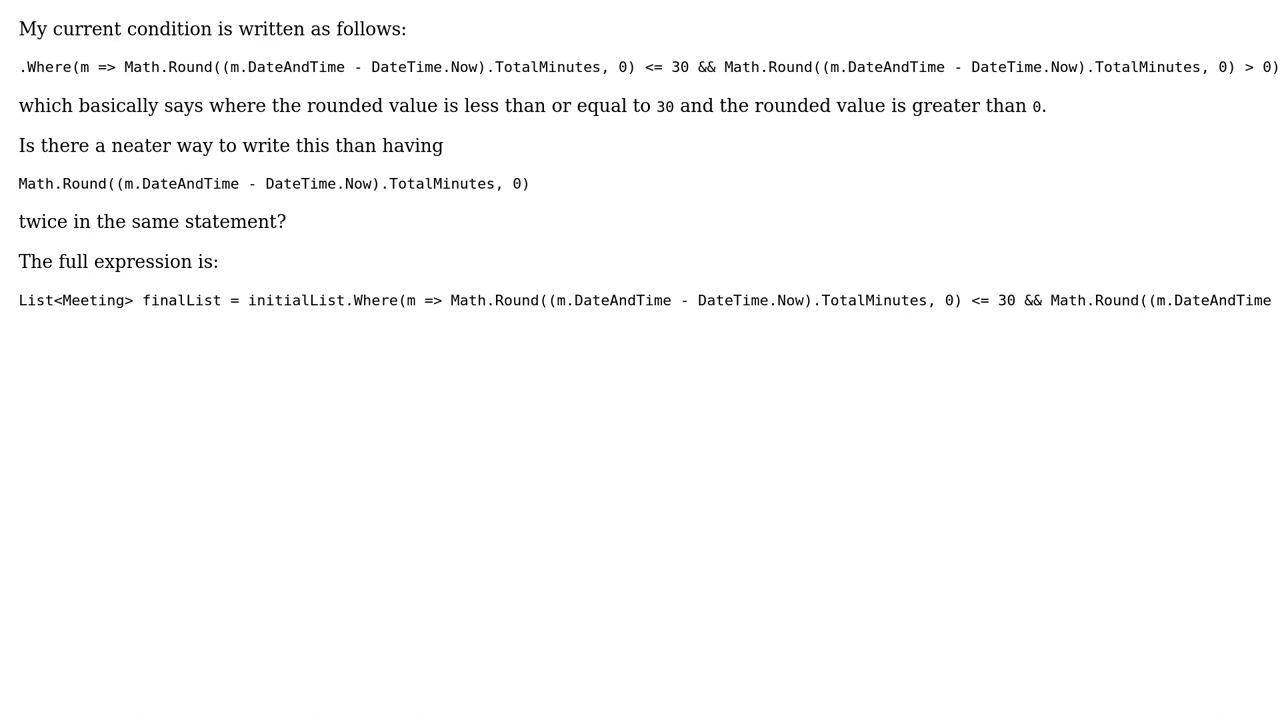 My current condition is written as follows:
.Where(m => Math.Round((m.DateAndTime - DateTime.Now).TotalMinutes, 0) <= 30 && Math.Round((m.DateAndTime - DateTime.Now).TotalMinutes, 0) > 0)
which basically says where the rounded value is less than or equal to 30 and the rounded value is greater than 0.
Is there a neater way to write this than having
Math.Round((m.DateAndTime - DateTime.Now).TotalMinutes, 0)
twice in the same statement?
The full expression is:
List<Meeting> finalList = initialList.Where(m => Math.Round((m.DateAndTime - DateTime.Now).TotalMinutes, 0) <= 30 && Math.Round((m.DateAndTime